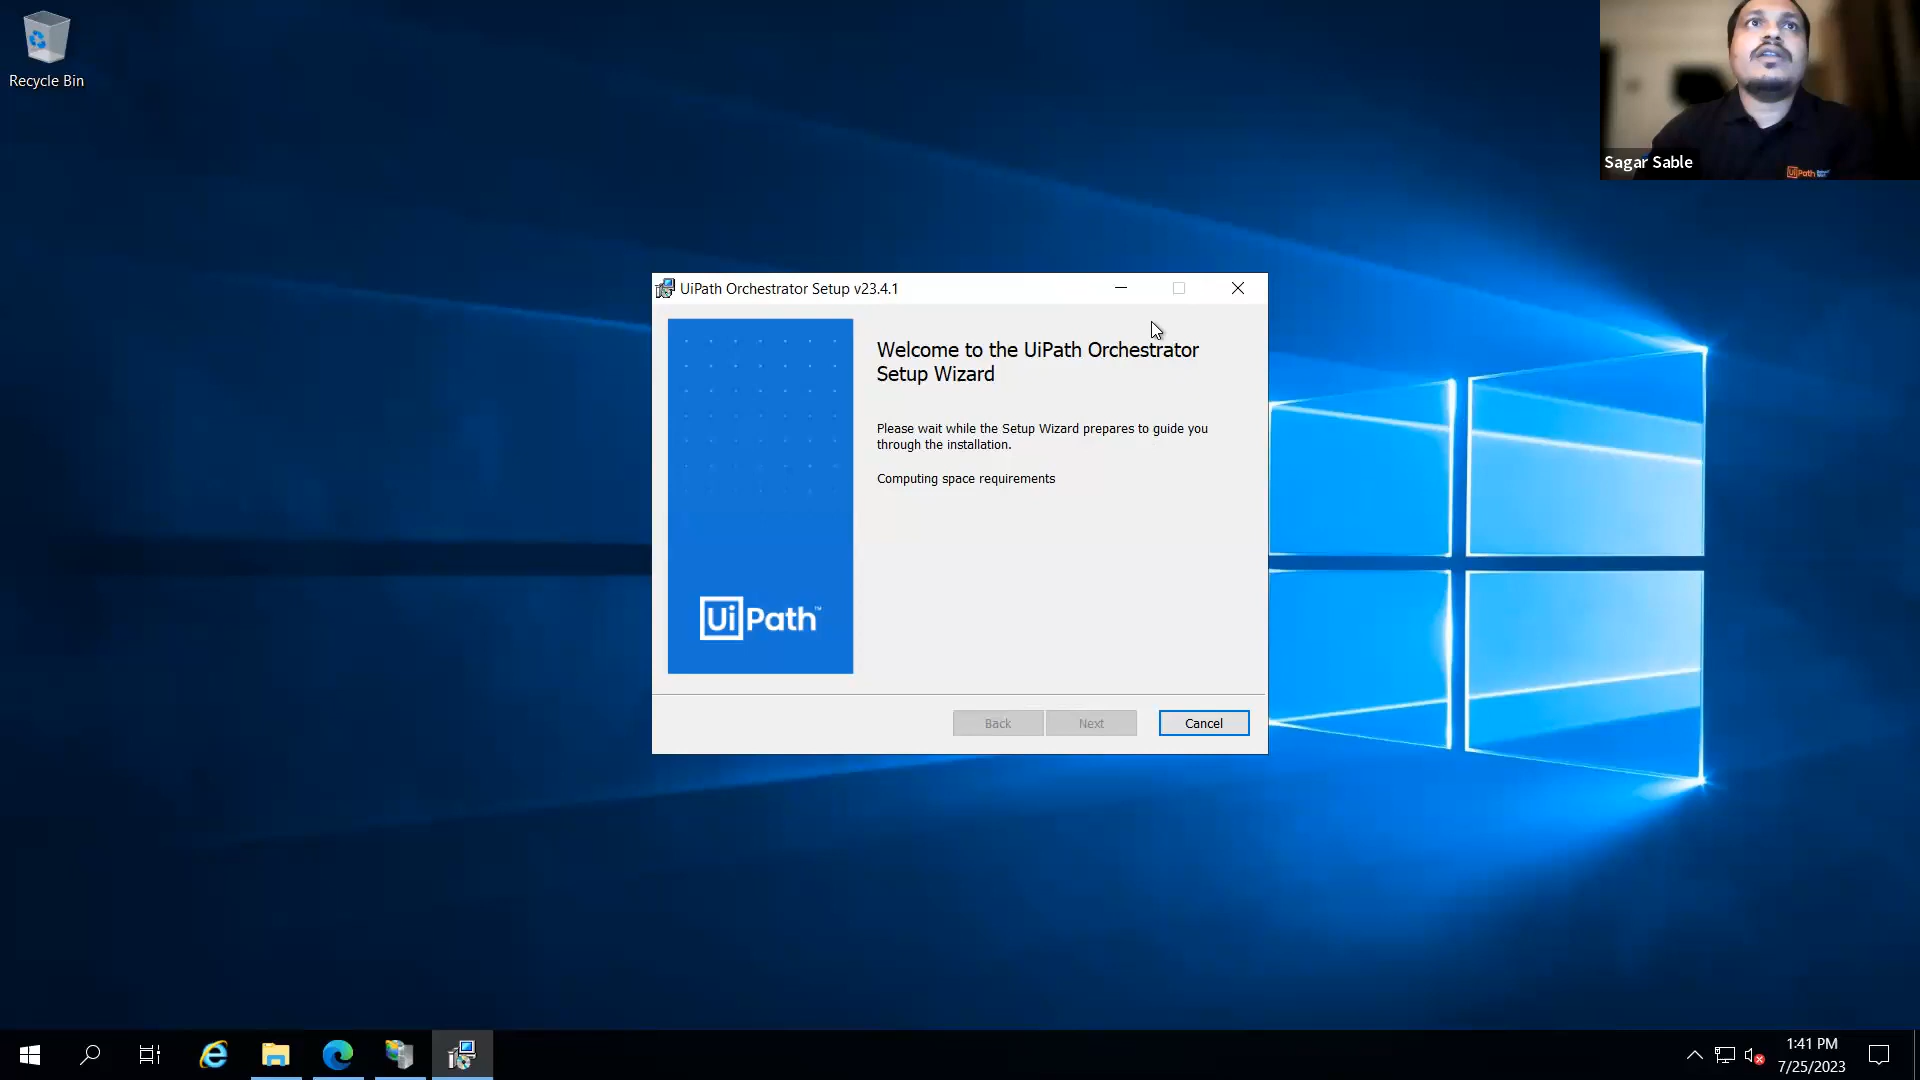 Recycle Bin
Sagar Sable
UiPath
UiPath Orchestrator Setup v23.4.1
Welcome to the UiPath Orchestrator
Setup Wizard
Please wait while the Setup Wizard prepares to guide you
through the installation.
Computing space requirements
UiPath™
Back
Next
Cancel
1:41 PM
7/25/2023